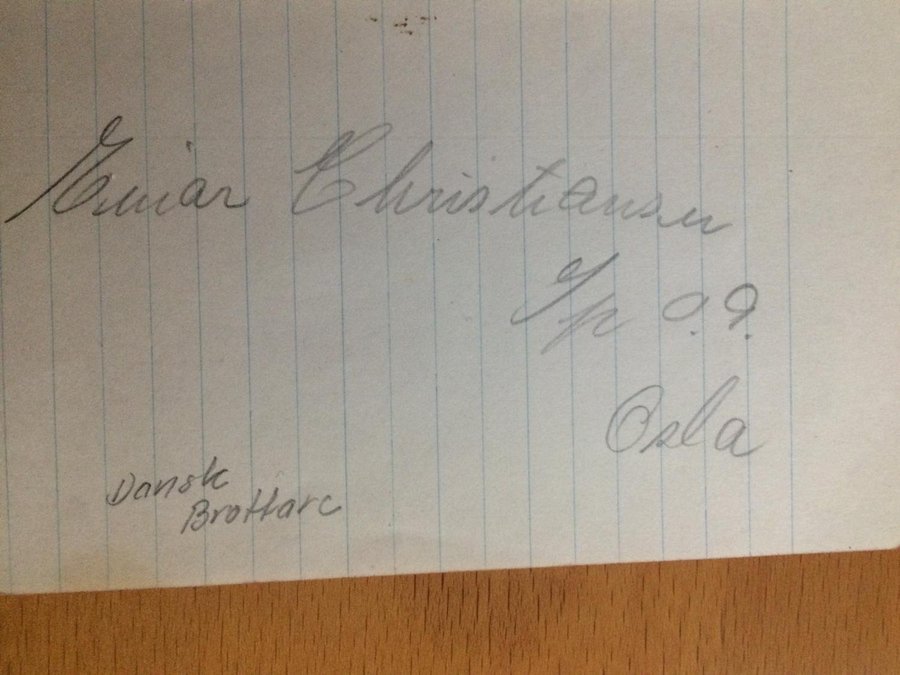 Einar Christiansen
Oslo
Dansk
Brottare